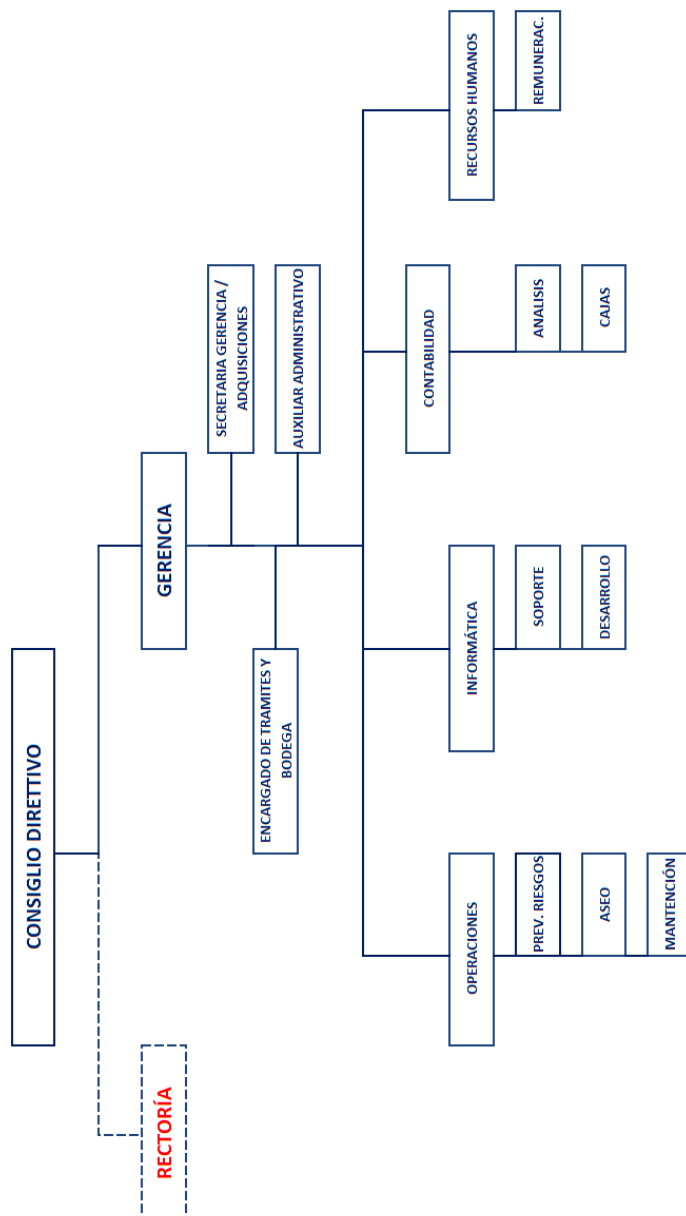 CONSIGLIO DIRETTIVO
RECTORÍA
GERENCIA
SECRETARIA GERENCIA /
ADQUISICIONES
ENCARGADO DE TRAMITES Y
BODEGA
AUXILIAR ADMINISTRATIVO
OPERACIONES
PREV. RIESGOS
ASEO
MANTENCIÓN
INFORMÁTICA
SOPORTE
DESARROLLO
CONTABILIDAD
ANALISIS
CAJAS
RECURSOS HUMANOS
REMUNERAC.